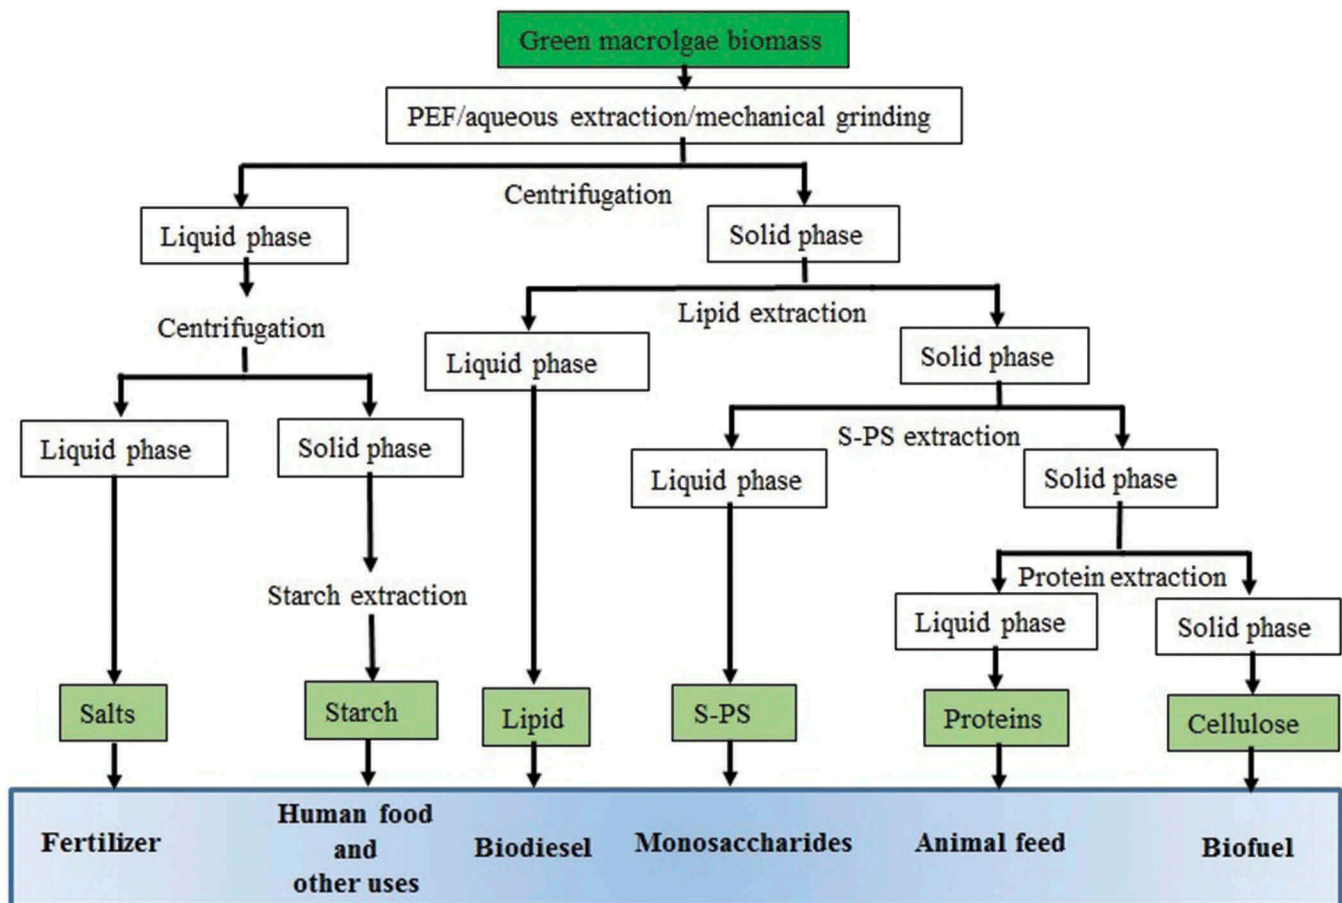 Green macrolgae biomass
PEF/aqueous extraction/mechanical grinding
Centrifugation
Liquid phase
Solid phase
Centrifugation
Lipid extraction
Liquid phase
Solid phase
Liquid phase
Solid phase
S-PS extraction
Liquid phase
Solid phase
Starch extraction
Protein extraction
Liquid phase
Solid phase
Salts
Starch
Lipid
S-PS
Proteins
Cellulose
Fertilizer
Human food
and
other uses
Biodiesel
Monosaccharides
Animal feed
Biofuel